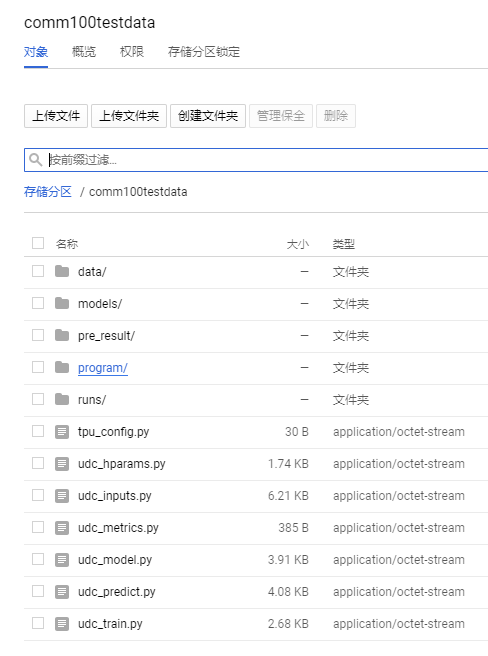 comm100testdata
对象 概览 权限 存储分区锁定
上传文件 上传文件夹 创建文件夹 管理保全 删除
按前缀过滤...
存储分区 / comm100testdata
名称 大小 类型
data/ — 文件夹
models/ — 文件夹
pre_result/ — 文件夹
program/ — 文件夹
runs/ — 文件夹
tpu_config.py 30 B application/octet-stream
udc_hparams.py 1.74 KB application/octet-stream
udc_inputs.py 6.21 KB application/octet-stream
udc_metrics.py 385 B application/octet-stream
udc_model.py 3.91 KB application/octet-stream
udc_predict.py 4.08 KB application/octet-stream
udc_train.py 2.68 KB application/octet-stream